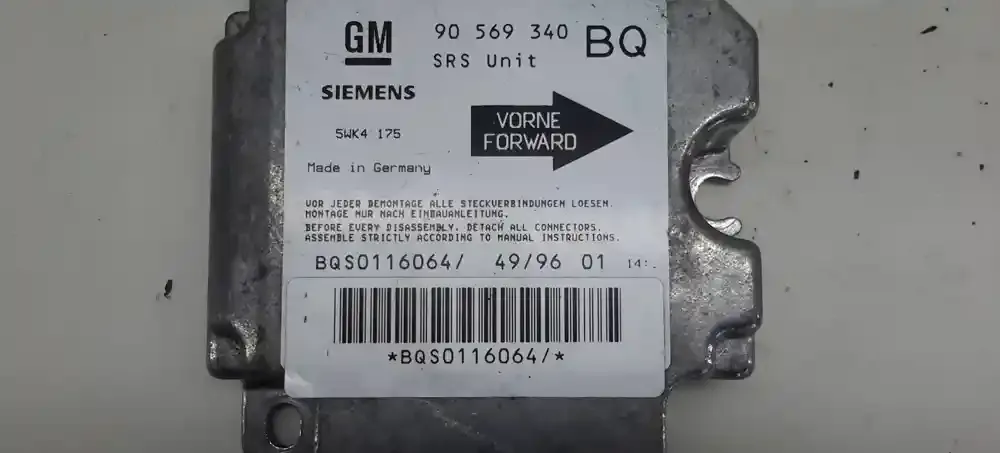 GM
90 569 340 BQ
SRS Unit
SIEMENS
5WK4 175
VORNE
FORWARD
Made in Germany
VOR JEDER DEMONTAGE ALLE STECKVERBINDUNGEN LOESEN.
MONTAGE NUR NACH EINBAUANLEITUNG.
BEFORE EVERY DISASSEMBLY, DETACH ALL CONNECTORS.
ASSEMBLE STRICTLY ACCORDING TO MANUAL INSTRUCTIONS.
BQS0116064/ 49/96 01 14:
*BQS0116064/*